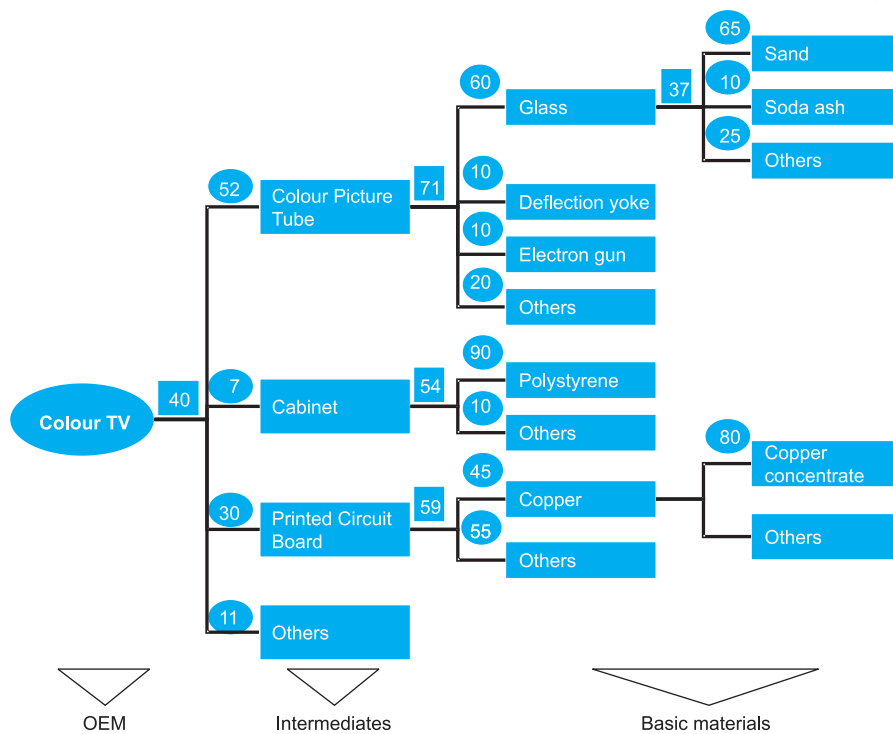 65
Sand
60
37
10
Glass
Soda ash
25
Others
52
71
10
Colour Picture
Tube
Deflection yoke
10
Electron gun
20
Others
90
Polystyrene
40
7
54
Colour TV
Cabinet
10
Others
80
Copper
concentrate
45
30
59
Copper
Printed Circuit
Board
55
Others
Others
11
Others
OEM
Intermediates
Basic materials